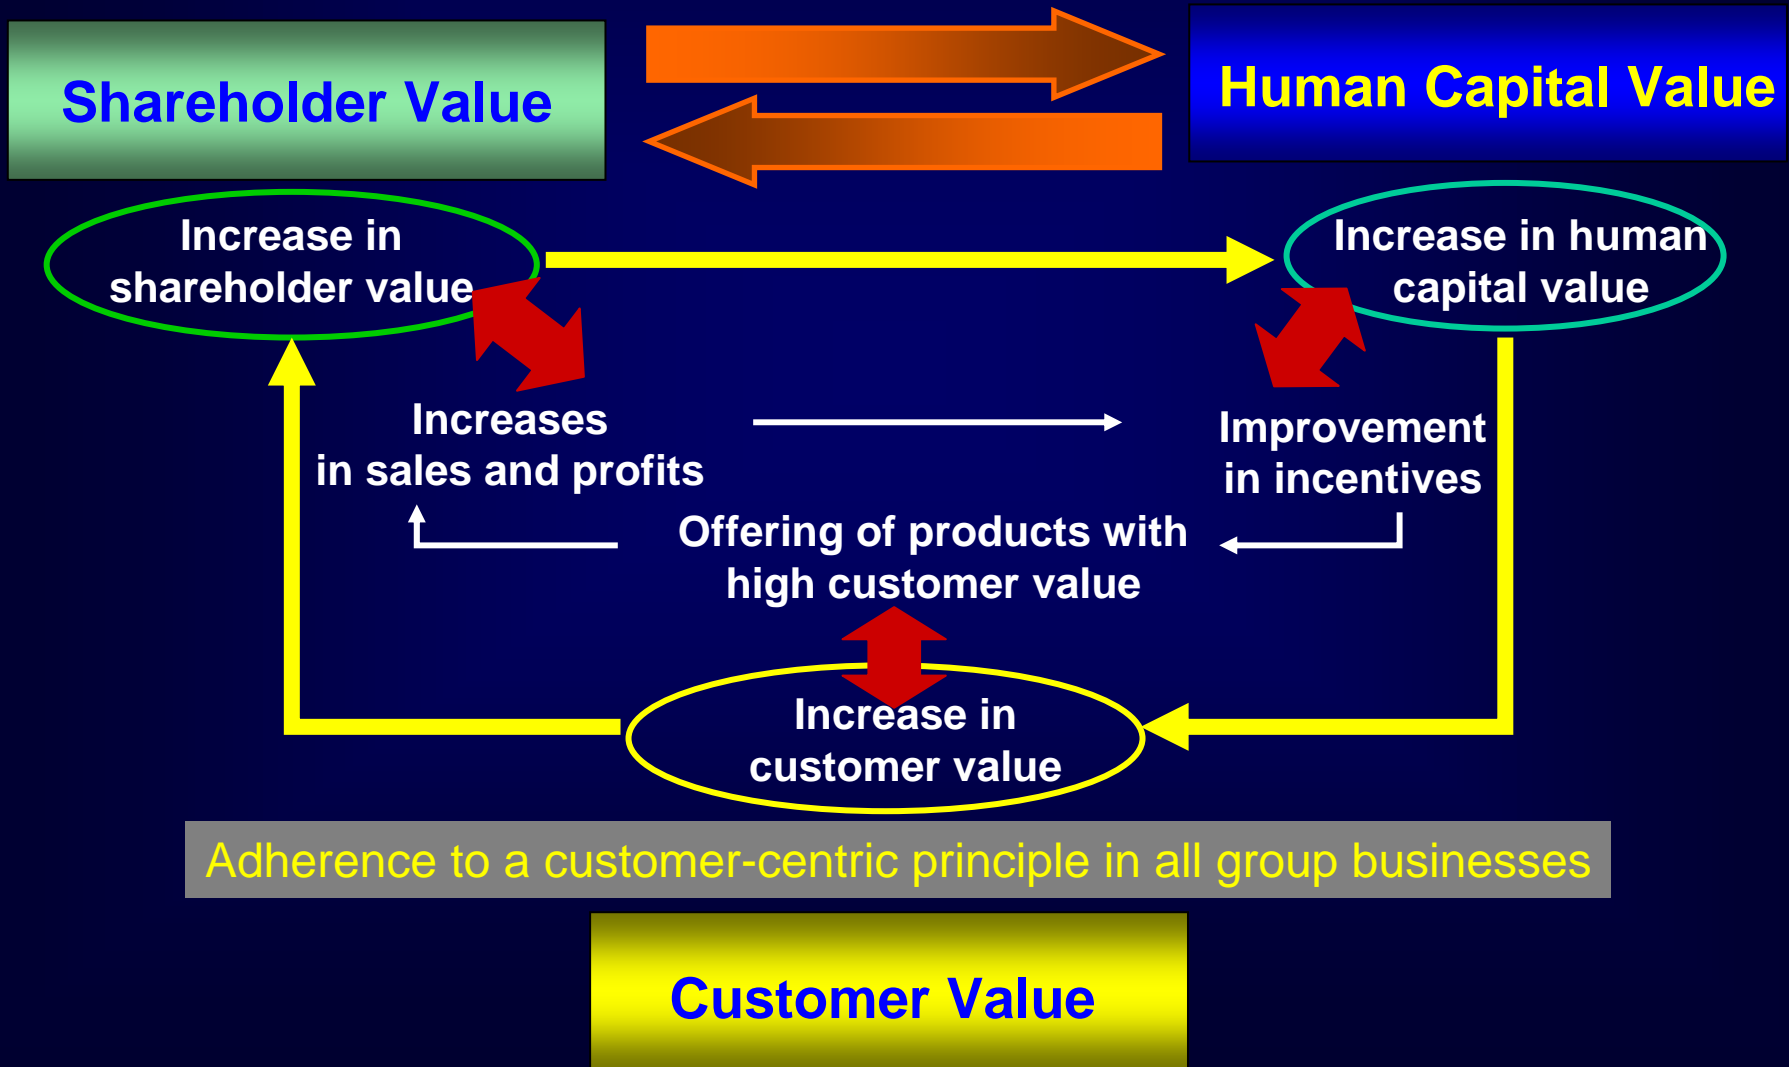 Shareholder Value
Human Capital Value
Increase in
shareholder value
Increase in human
capital value
Increases
in sales and profits
Improvement
in incentives
Offering of products with
high customer value
Increase in
customer value
Adherence to a customer-centric principle in all group businesses
Customer Value